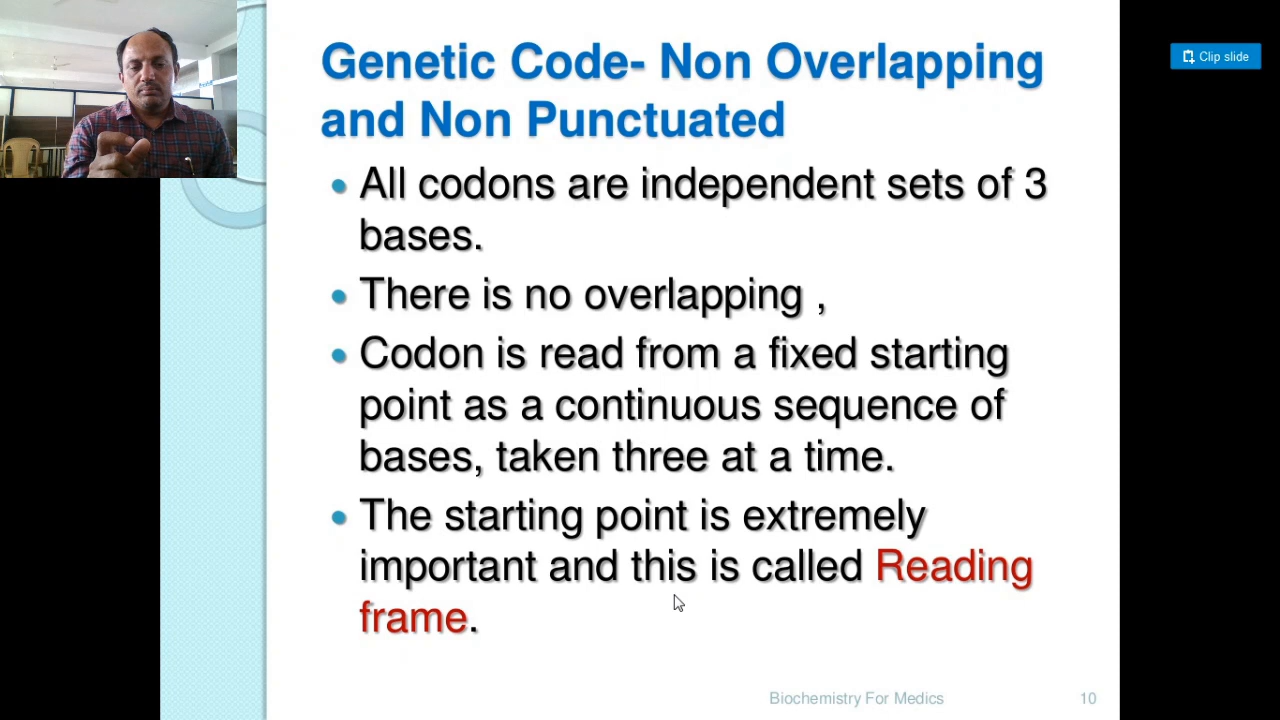 Genetic Code- Non Overlapping
and Non Punctuated
Clip slide
• All codons are independent sets of 3
bases.
• There is no overlapping ,
• Codon is read from a fixed starting
point as a continuous sequence of
bases, taken three at a time.
• The starting point is extremely
important and this is called Reading
frame.
Biochemistry For Medics
10